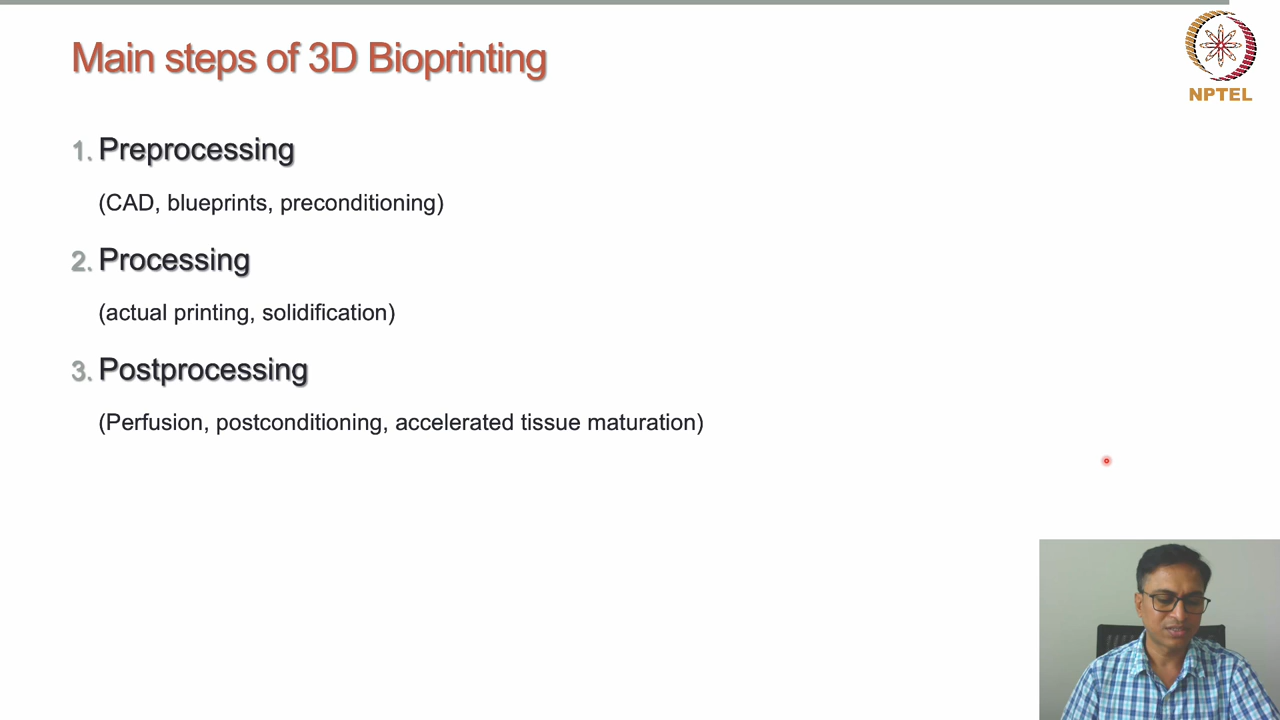 Main steps of 3D Bioprinting
NPTEL
1. Preprocessing
(CAD, blueprints, preconditioning)
2. Processing
(actual printing, solidification)
3. Postprocessing
(Perfusion, postconditioning, accelerated tissue maturation)